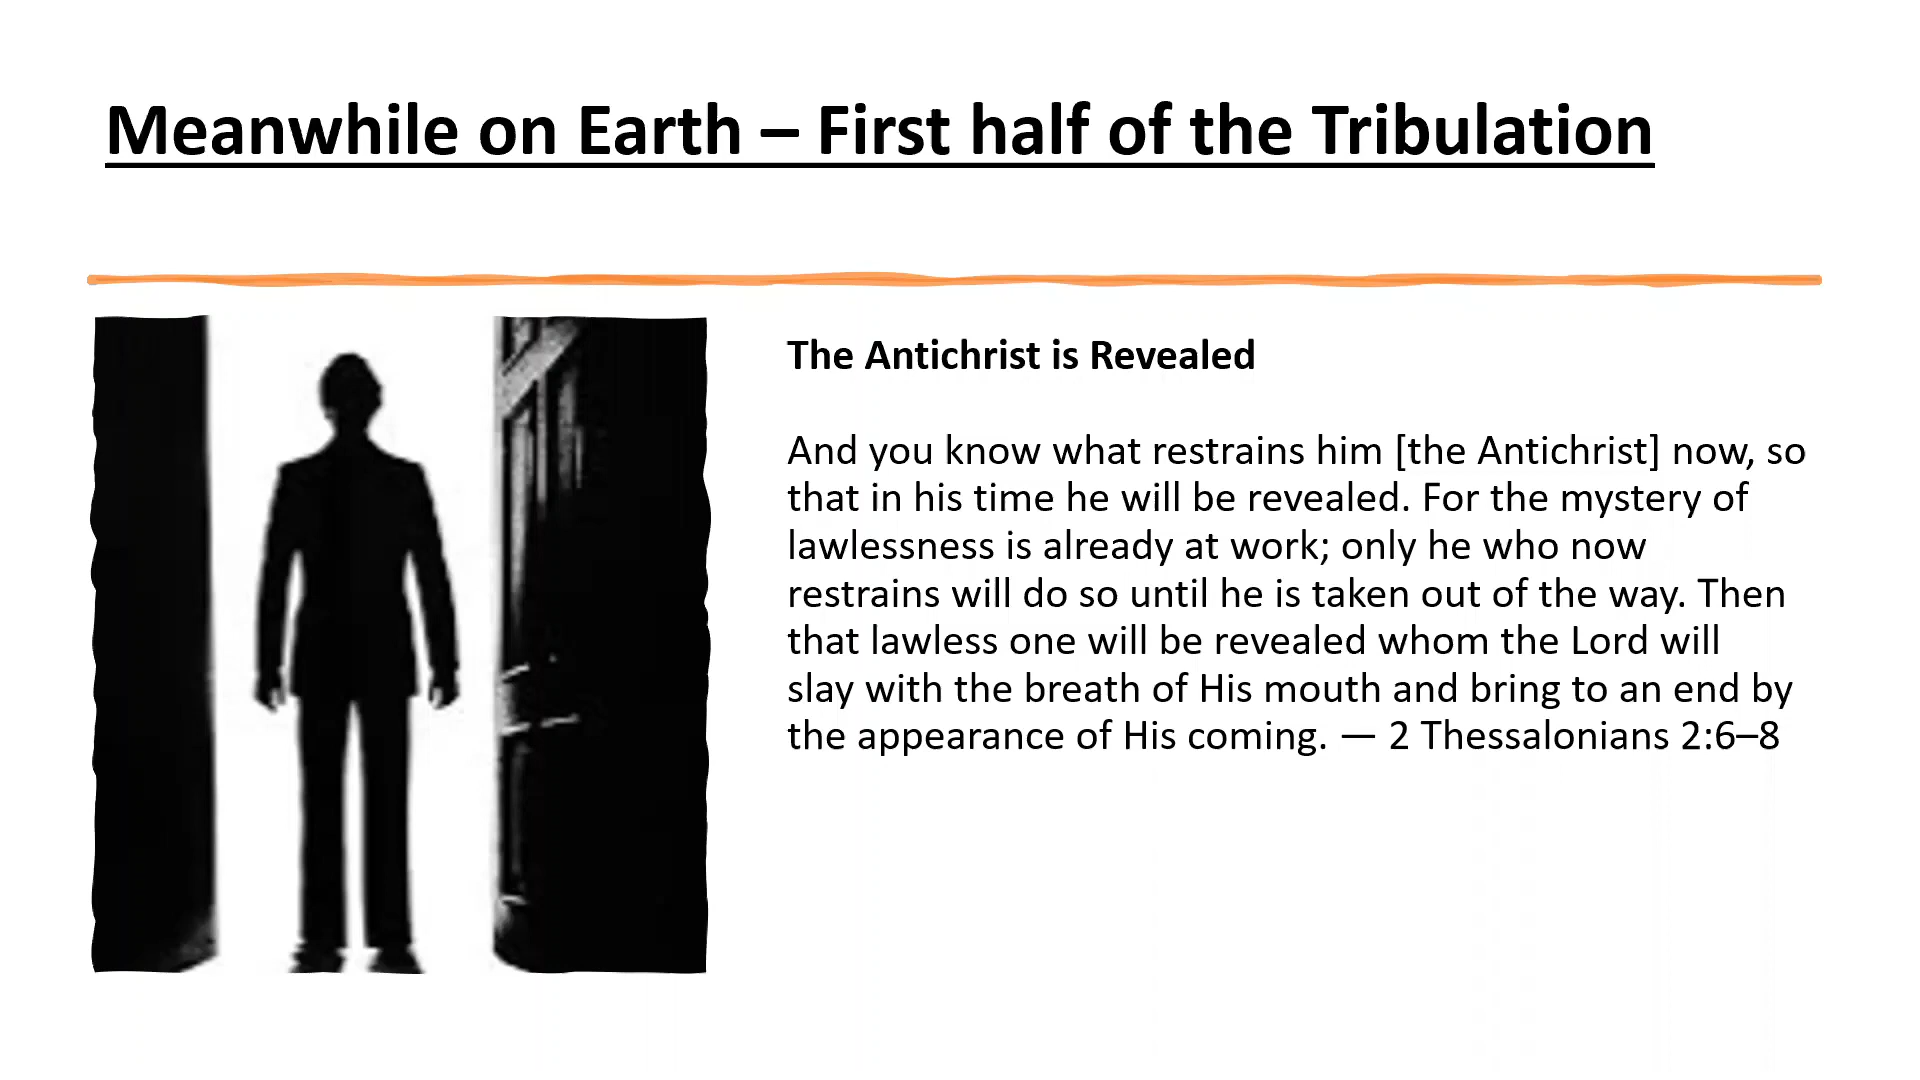 Meanwhile on Earth – First half of the Tribulation
The Antichrist is Revealed
And you know what restrains him [the Antichrist] now, so
that in his time he will be revealed. For the mystery of
lawlessness is already at work; only he who now
restrains will do so until he is taken out of the way. Then
that lawless one will be revealed whom the Lord will
slay with the breath of His mouth and bring to an end by
the appearance of His coming. — 2 Thessalonians 2:6–8